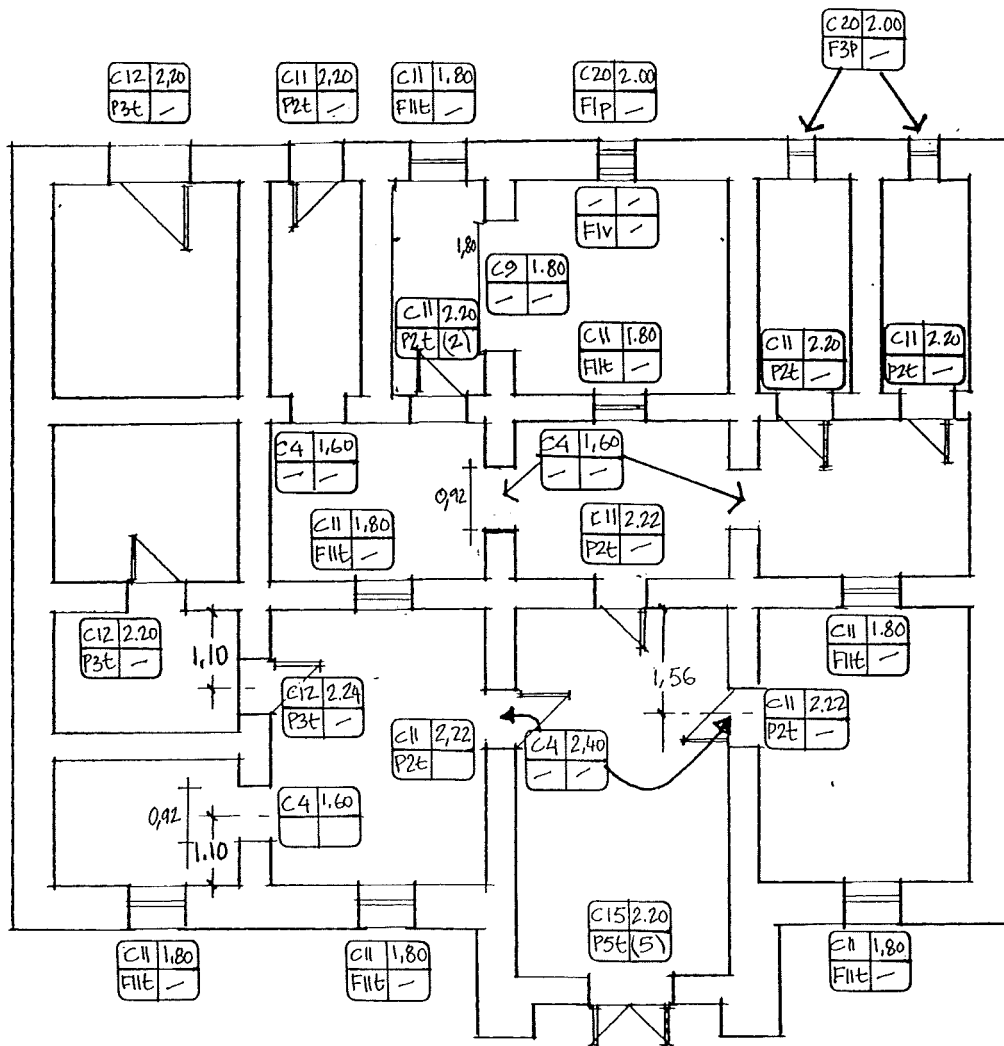 C20 2.00
F3P —
C12 2,20
P3t —
C11 2,20
P2t —
C11 1,80
F11t —
C20 2.00
F1p —
— —
F1v —
1,80
C9 1.80
— —
C11 2.20
P2t (2)
C11 1.80
F11t —
C11 2.20
P2t —
C11 2.20
P2t —
C4 1,60
— —
C4 1,60
— —
0,92
C11 1,80
F11t —
C11 2.22
P2t —
C12 2.20
P3t —
1,10
C11 1.80
F11t —
1,56
C12 2.24
P3t —
C11 2.22
P2t —
C11 2,22
P2t
C4 2,40
— —
C4 1.60
0,92
1.10
C15 2.20
P5t (5)
C11 1,80
F11t —
C11 1,80
F11t —
C11 1,80
F11t —